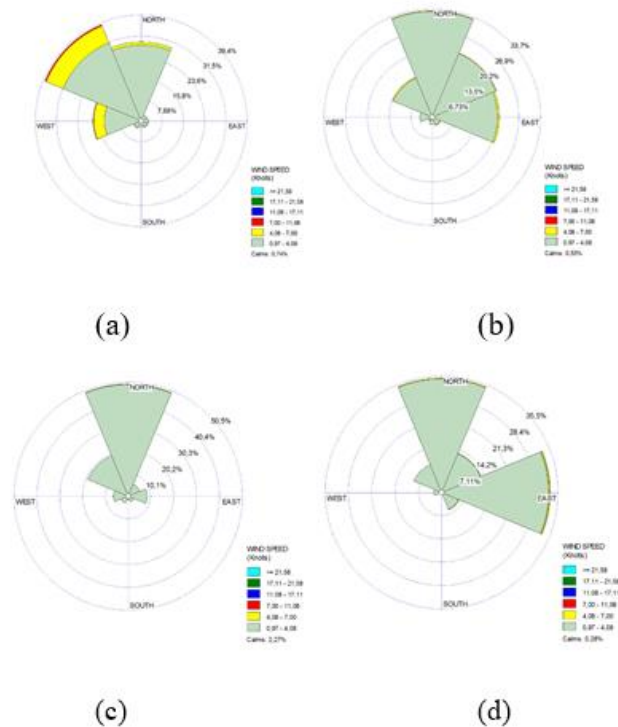 NORTH
39,4%
31,5%
23,6%
15,8%
7,88%
WEST
EAST
SOUTH
WIND SPEED
(Knots)
>= 21,58
17,11 - 21,58
11,08 - 17,11
7,00 - 11,08
4,08 - 7,00
0,97 - 4,08
Calms: 0,74%
(a)
NORTH
33,7%
26,9%
20,2%
13,5%
6,73%
WEST
EAST
SOUTH
WIND SPEED
(Knots)
>= 21,58
17,11 - 21,58
11,08 - 17,11
7,00 - 11,08
4,08 - 7,00
0,97 - 4,08
(b)
NORTH
50,5%
40,4%
30,3%
20,2%
10,1%
WEST
EAST
SOUTH
WIND SPEED
(Knots)
>= 21,58
17,11 - 21,58
11,08 - 17,11
7,00 - 11,08
4,08 - 7,00
0,97 - 4,08
Calms: 2,27%
(c)
NORTH
35,5%
28,4%
21,3%
14,2%
7,11%
WEST
EAST
SOUTH
WIND SPEED
(Knots)
>= 21,58
17,11 - 21,58
11,08 - 17,11
7,00 - 11,08
4,08 - 7,00
0,97 - 4,08
(d)